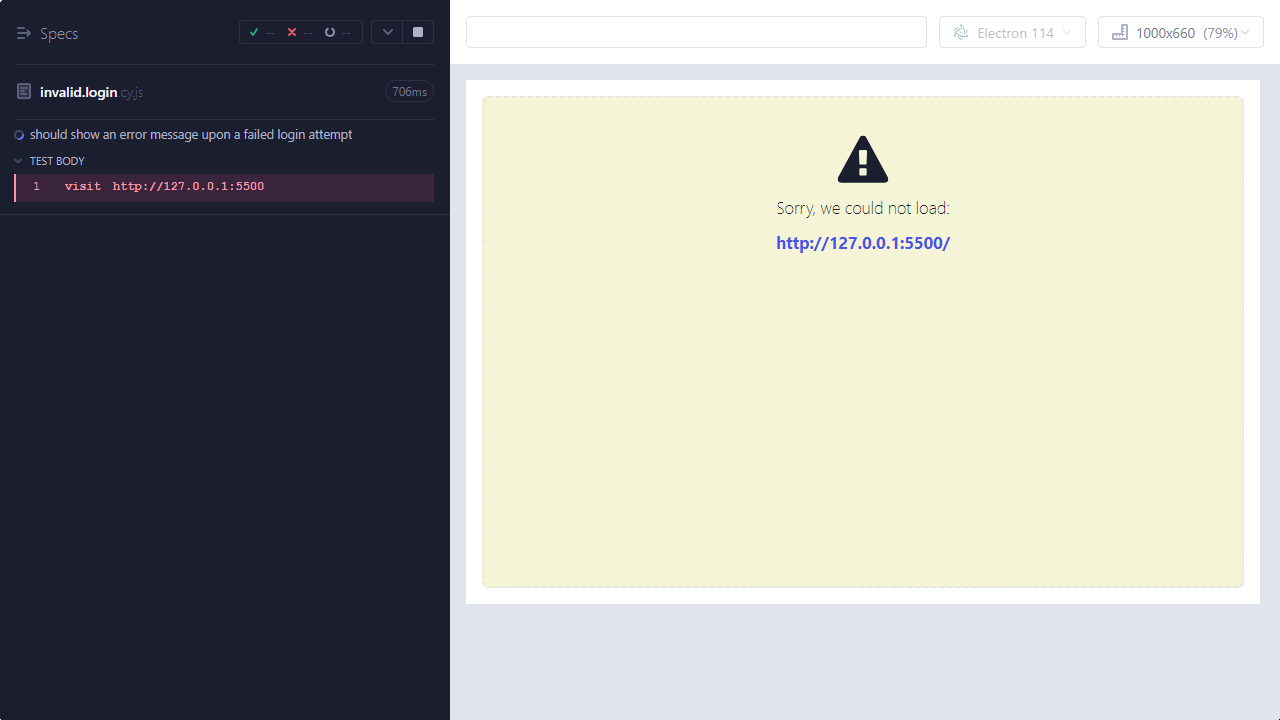 Specs
-- -- --
invalid.login.cy.js
706ms
should show an error message upon a failed login attempt
TEST BODY
1 visit http://127.0.0.1:5500
Electron 114
1000x660 (79%)
Sorry, we could not load:
http://127.0.0.1:5500/